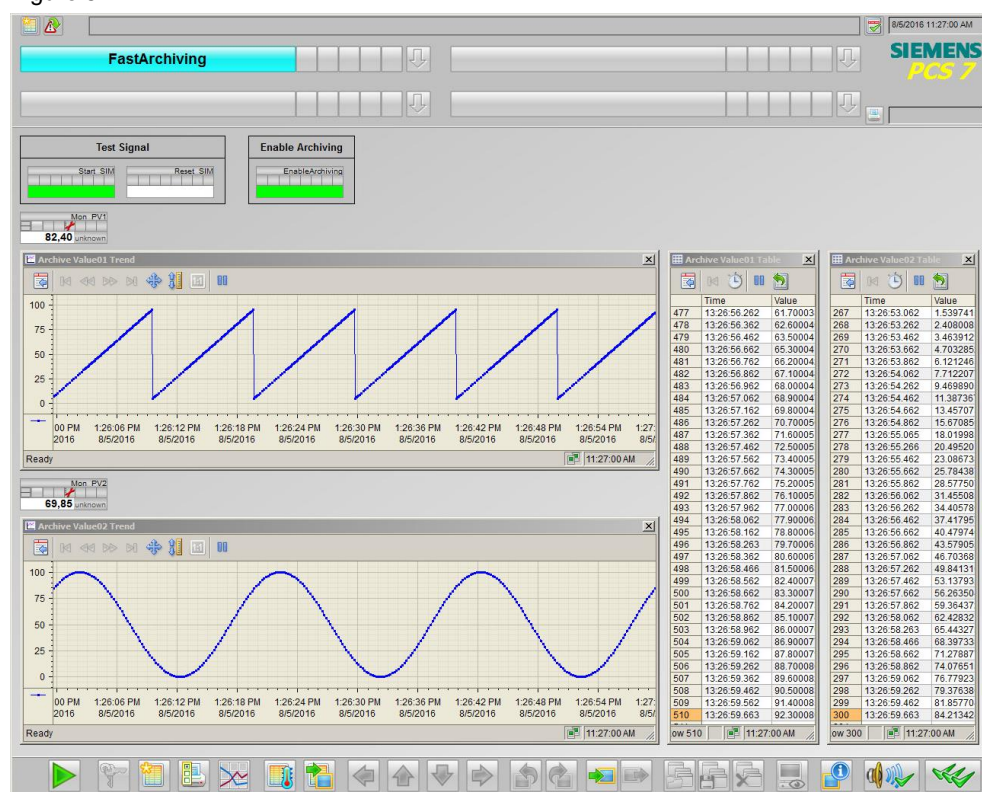 8/5/2016 11:27:00 AM
FastArchiving
SIEMENS
PCS 7
Test Signal
Enable Archiving
Start_SIM
Reset_SIM
EnableArchiving
Mon_PV1
82,40 unknown
Archive Value01 Trend
100
75
50
25
0
00 PM 1:26:06 PM 1:26:12 PM 1:26:18 PM 1:26:24 PM 1:26:30 PM 1:26:36 PM 1:26:42 PM 1:26:48 PM 1:26:54 PM 1:27:
2016 8/5/2016 8/5/2016 8/5/2016 8/5/2016 8/5/2016 8/5/2016 8/5/2016 8/5/2016 8/5/2016 8/5/
Ready 11:27:00 AM
Mon_PV2
69,85 unknown
Archive Value02 Trend
100
75
50
25
0
00 PM 1:26:06 PM 1:26:12 PM 1:26:18 PM 1:26:24 PM 1:26:30 PM 1:26:36 PM 1:26:42 PM 1:26:48 PM 1:26:54 PM 1:27:
2016 8/5/2016 8/5/2016 8/5/2016 8/5/2016 8/5/2016 8/5/2016 8/5/2016 8/5/2016 8/5/2016 8/5/
Ready 11:27:00 AM
Archive Value01 Table
Time Value
477 13:26:56.262 61.70003
478 13:26:56.362 62.60004
479 13:26:56.462 63.50004
480 13:26:56.662 65.30004
481 13:26:56.762 66.20004
482 13:26:56.862 67.10004
483 13:26:56.962 68.00004
484 13:26:57.062 68.90004
485 13:26:57.162 69.80004
486 13:26:57.262 70.70005
487 13:26:57.362 71.60005
488 13:26:57.462 72.50005
489 13:26:57.562 73.40005
490 13:26:57.662 74.30005
491 13:26:57.762 75.20005
492 13:26:57.862 76.10005
493 13:26:57.962 77.00006
494 13:26:58.062 77.90006
495 13:26:58.162 78.80006
496 13:26:58.263 79.70006
497 13:26:58.362 80.60006
498 13:26:58.466 81.50006
499 13:26:58.562 82.40007
500 13:26:58.662 83.30007
501 13:26:58.762 84.20007
502 13:26:58.862 85.10007
503 13:26:58.962 86.00007
504 13:26:59.062 86.90007
505 13:26:59.162 87.80007
506 13:26:59.262 88.70008
507 13:26:59.362 89.60008
508 13:26:59.462 90.50008
509 13:26:59.562 91.40008
510 13:26:59.663 92.30008
ow 510 11:27:00 AM
Archive Value02 Table
Time Value
267 13:26:53.062 1.539741
268 13:26:53.262 2.408008
269 13:26:53.462 3.463912
270 13:26:53.662 4.703285
271 13:26:53.862 6.121246
272 13:26:54.062 7.712207
273 13:26:54.262 9.469890
274 13:26:54.462 11.38736
275 13:26:54.662 13.45707
276 13:26:54.862 15.67085
277 13:26:55.065 18.01998
278 13:26:55.266 20.49520
279 13:26:55.462 23.08673
280 13:26:55.662 25.78438
281 13:26:55.862 28.57750
282 13:26:56.062 31.45508
283 13:26:56.262 34.40578
284 13:26:56.462 37.41795
285 13:26:56.662 40.47974
286 13:26:56.862 43.57905
287 13:26:57.062 46.70368
288 13:26:57.262 49.84131
289 13:26:57.462 53.13793
290 13:26:57.662 56.26350
291 13:26:57.862 59.36437
292 13:26:58.062 62.42832
293 13:26:58.263 65.44327
294 13:26:58.466 68.39733
295 13:26:58.662 71.27887
296 13:26:58.862 74.07651
297 13:26:59.062 76.77923
298 13:26:59.262 79.37638
299 13:26:59.462 81.85770
300 13:26:59.663 84.21342
ow 300 11:27:00 AM